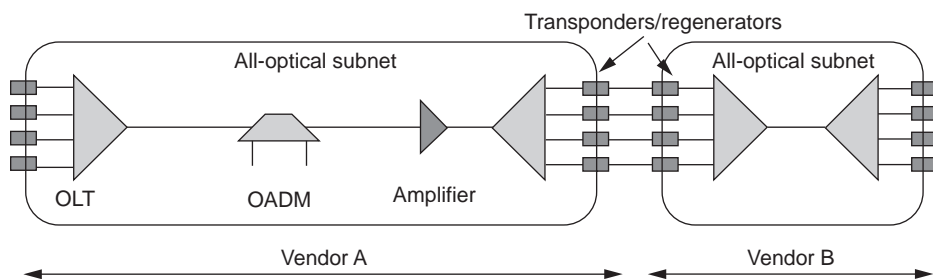 Transponders/regenerators
All-optical subnet
All-optical subnet
OLT
OADM
Amplifier
Vendor A
Vendor B